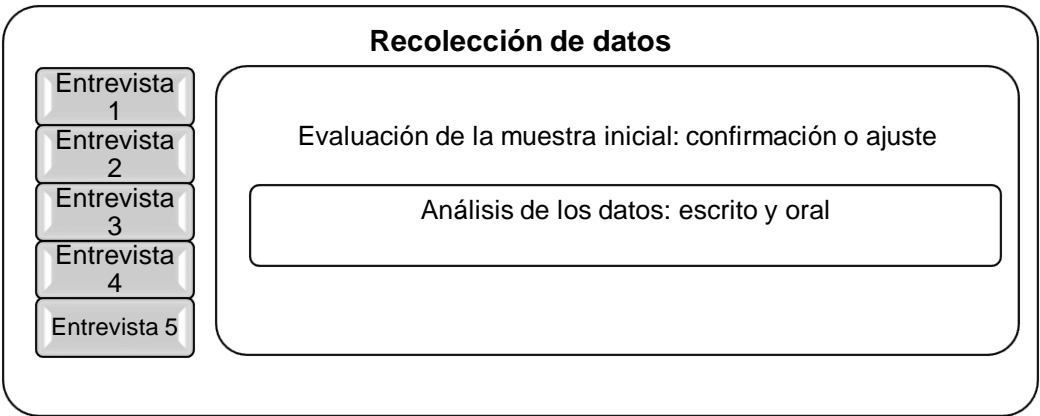 Recolección de datos
Entrevista
1
Entrevista
2
Entrevista
3
Entrevista
4
Entrevista 5
Evaluación de la muestra inicial: confirmación o ajuste
Análisis de los datos: escrito y oral